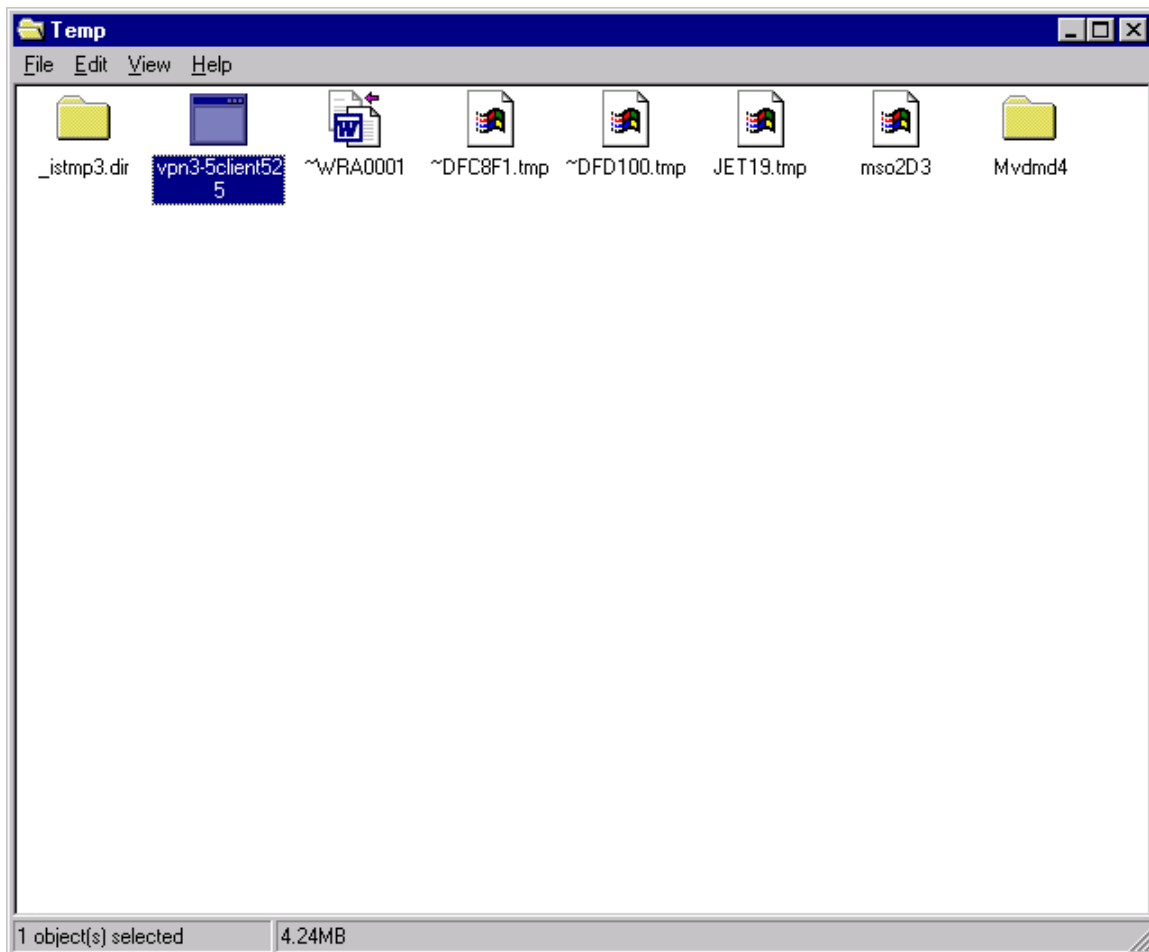 Temp
File Edit View Help
_istmp3.dir vpn3-5client52 ~WRA0001 ~DFC8F1.tmp ~DFD100.tmp JET19.tmp mso2D3 Mvdmd4
5
1 object(s) selected 4.24MB